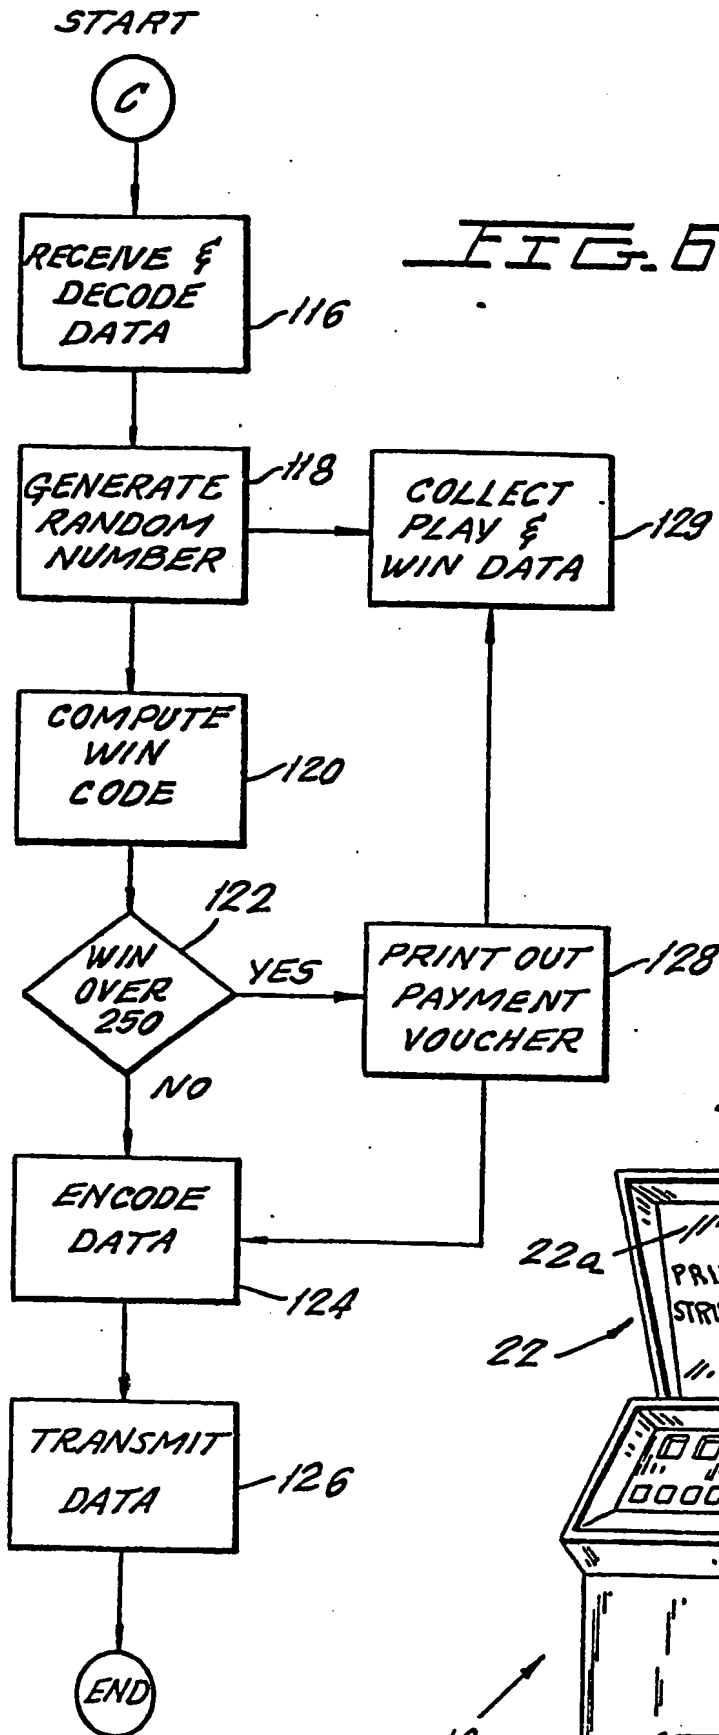 START
C
RECEIVE &
DECODE
DATA
116
FIG. 6
GENERATE
RANDOM
NUMBER
118
COLLECT
PLAY &
WIN DATA
129
COMPUTE
WIN
CODE
120
WIN
OVER
250
122
YES
NO
PRINT OUT
PAYMENT
VOUCHER
128
ENCODE
DATA
124
22a
22
TRANSMIT
DATA
126
END